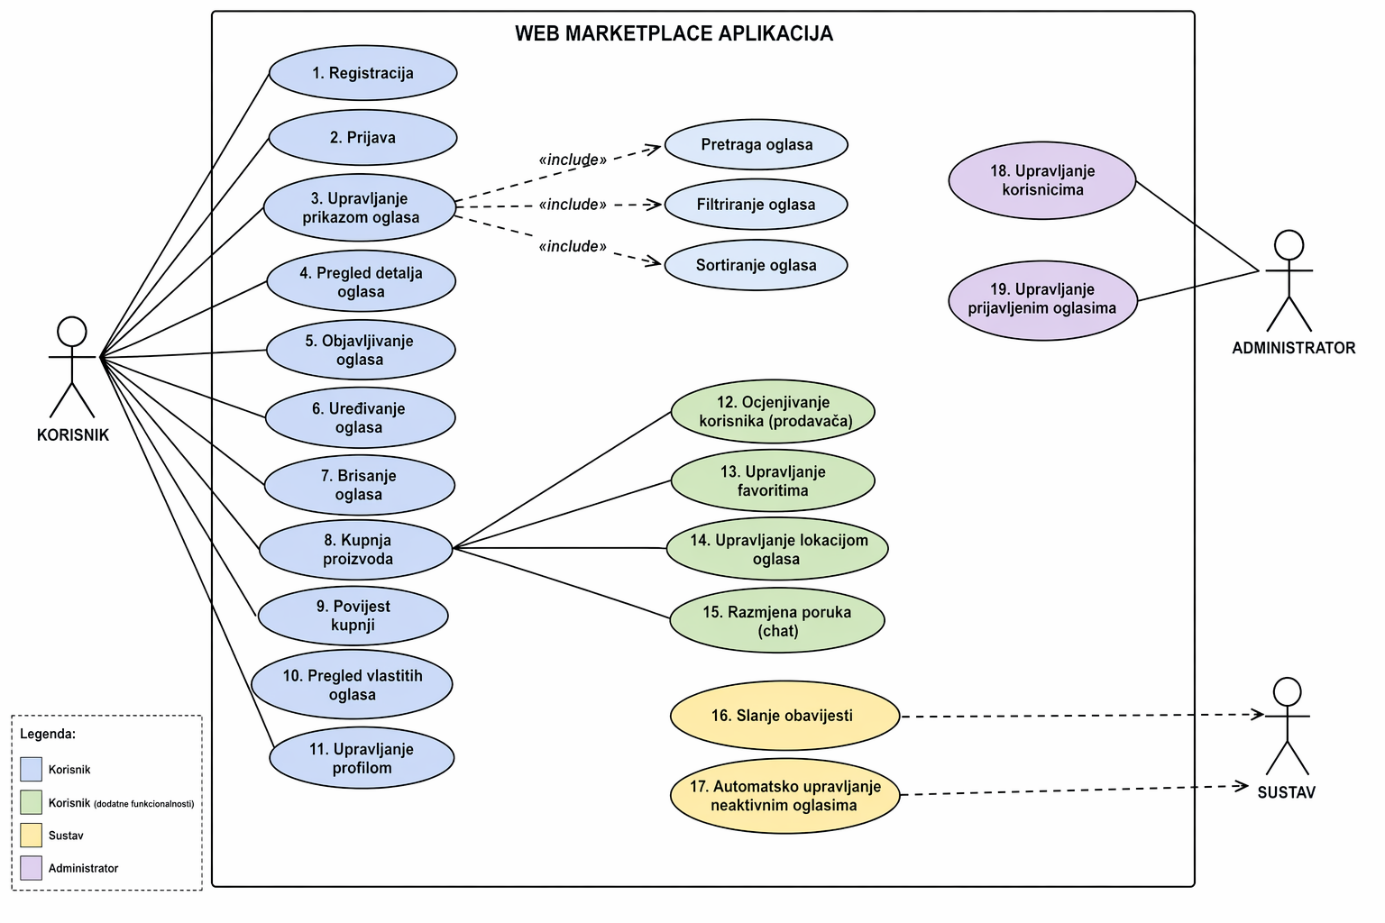 WEB MARKETPLACE APLIKACIJA
1. Registracija
2. Prijava
3. Upravljanje
prikazom oglasa
4. Pregled detalja
oglasa
5. Objavljivanje
oglasa
6. Uređivanje
oglasa
7. Brisanje
oglasa
8. Kupnja
proizvoda
9. Povijest
kupnji
10. Pregled vlastitih
oglasa
11. Upravljanje
profilom
«include»
«include»
«include»
Pretraga oglasa
Filtriranje oglasa
Sortiranje oglasa
12. Ocjenjivanje
korisnika (prodavača)
13. Upravljanje
favoritima
14. Upravljanje lokacijom
oglasa
15. Razmjena poruka
(chat)
16. Slanje obavijesti
17. Automatsko upravljanje
neaktivnim oglasima
18. Upravljanje
korisnicima
19. Upravljanje
prijavljenim oglasima
KORISNIK
ADMINISTRATOR
SUSTAV
Legenda:
Korisnik
Korisnik (dodatne funkcionalnosti)
Sustav
Administrator